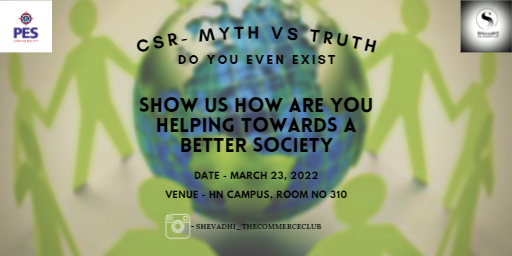 PES
UNIVERSITY
CSR- MYTH VS TRUTH
DO YOU EVEN EXIST
SHOW US HOW ARE YOU
HELPING TOWARDS A
BETTER SOCIETY
DATE - MARCH 23, 2022
VENUE - HN CAMPUS, ROOM NO 310
- SHEVADHI_THECOMMERCECLUB